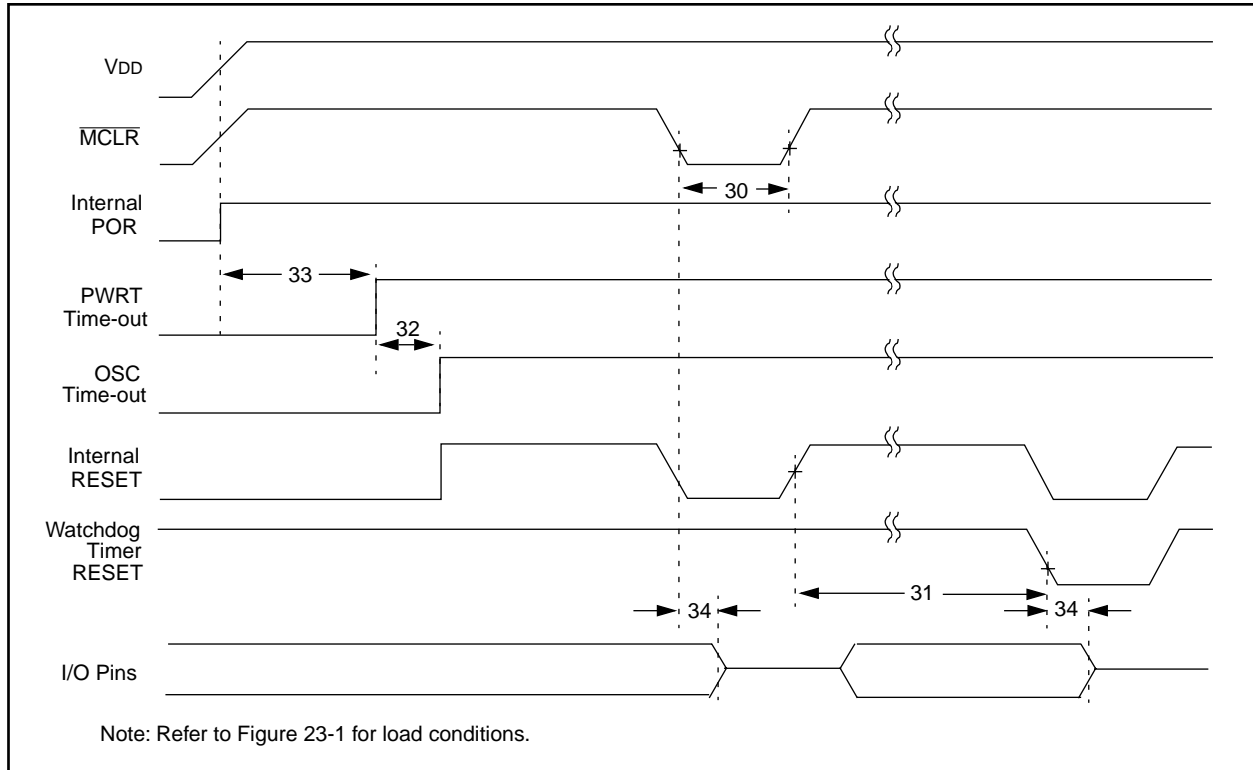 VDD
MCLR
Internal
POR
30
33
PWRT
Time-out
32
OSC
Time-out
Internal
RESET
Watchdog
Timer
RESET
31
34
34
I/O Pins
Note: Refer to Figure 23-1 for load conditions.